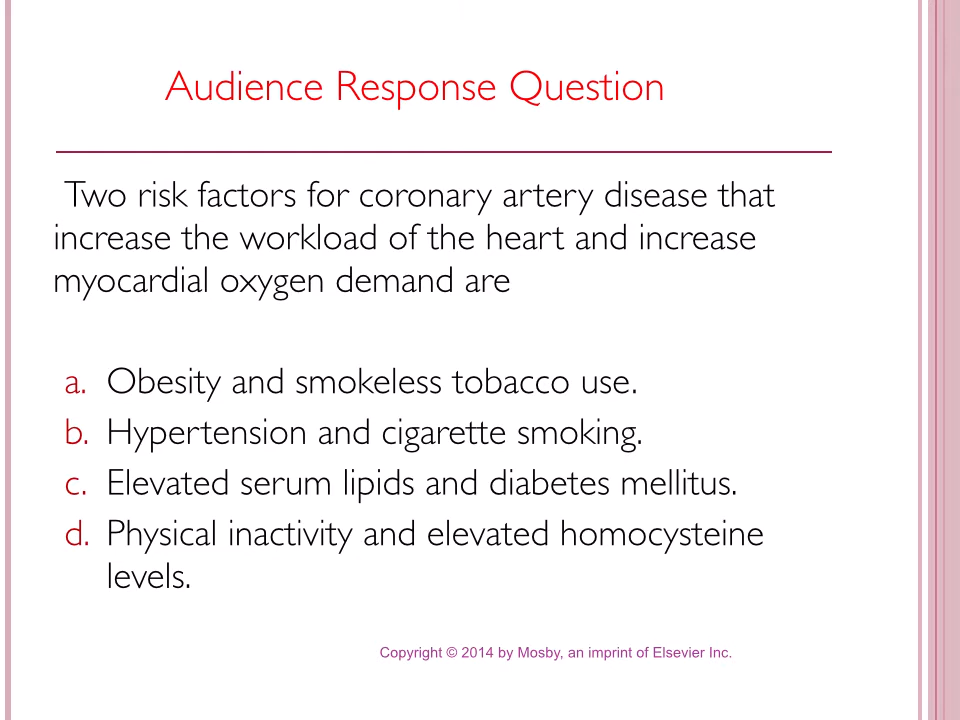 Audience Response Question
Two risk factors for coronary artery disease that
increase the workload of the heart and increase
myocardial oxygen demand are
a. Obesity and smokeless tobacco use.
b. Hypertension and cigarette smoking.
c. Elevated serum lipids and diabetes mellitus.
d. Physical inactivity and elevated homocysteine
levels.
Copyright © 2014 by Mosby, an imprint of Elsevier Inc.